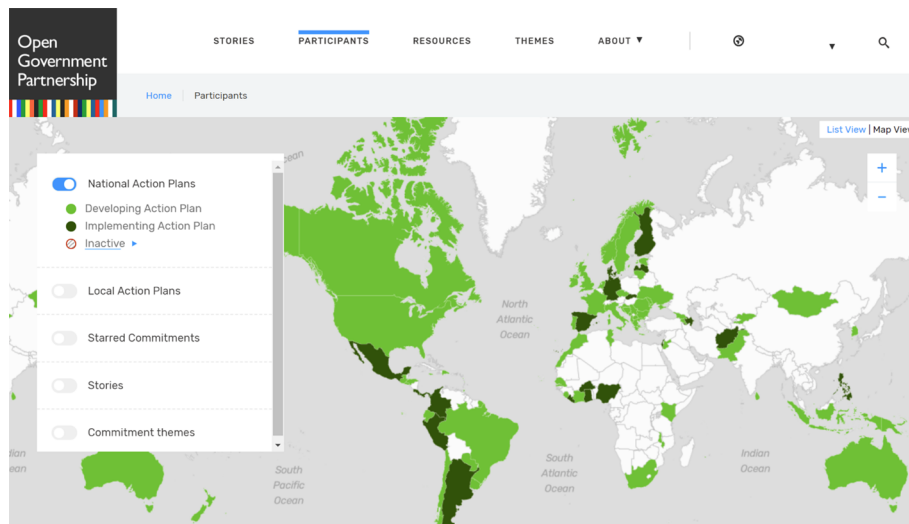 Open
Government
Partnership
STORIES
PARTICIPANTS
RESOURCES
THEMES
ABOUT ▼
▼
Home
Participants
List View | Map View
National Action Plans
Developing Action Plan
Implementing Action Plan
Inactive ▸
Local Action Plans
Starred Commitments
Stories
Commitment themes
+
−
North
Atlantic
Ocean
South
Pacific
Ocean
South
Atlantic
Ocean
Indian
Ocean